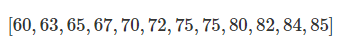 [60, 63, 65, 67, 70, 72, 75, 75, 80, 82, 84, 85]